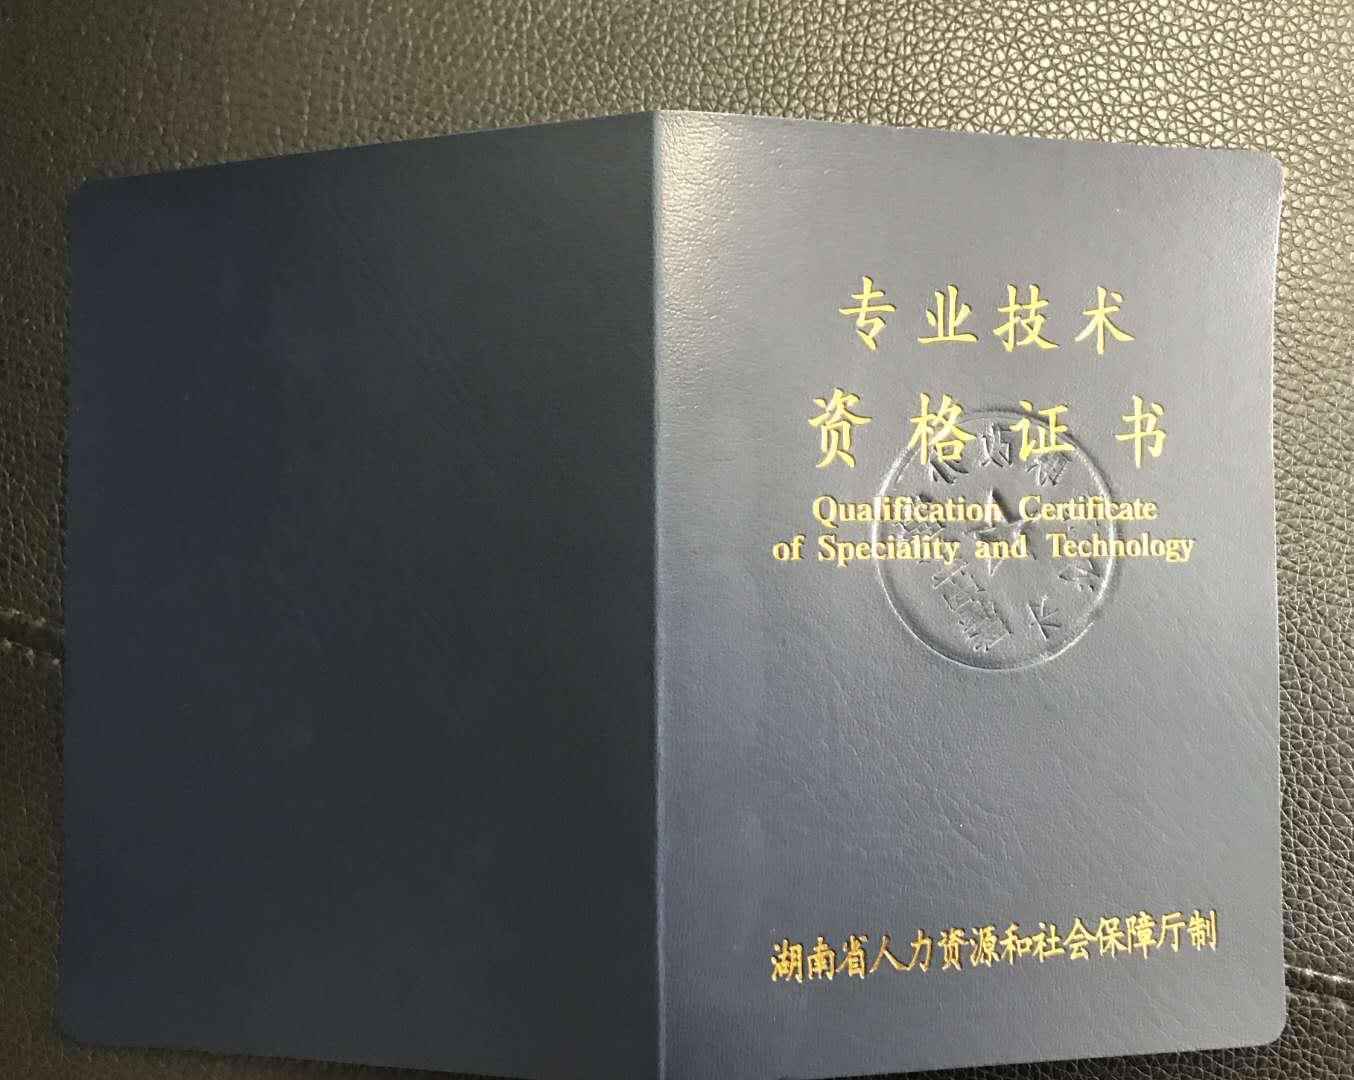 专业技术
资格证书
Qualification Certificate
of Speciality and Technology
湖南省人力资源和社会保障厅制